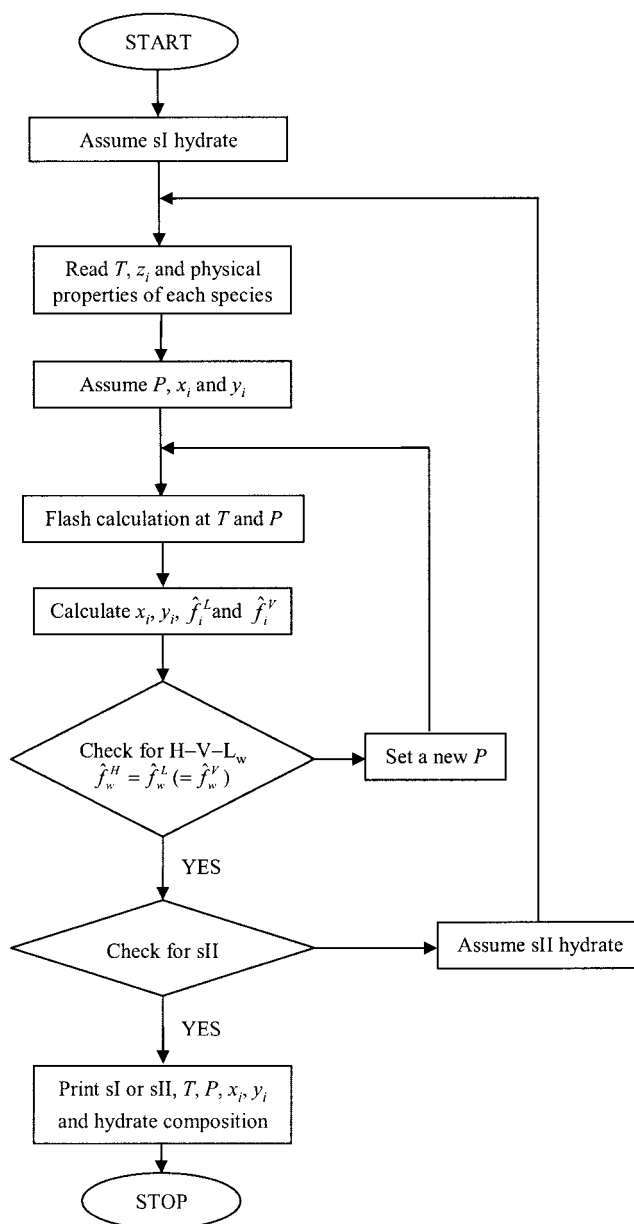 START
Assume sI hydrate
Read T, z_i and physical
properties of each species
Assume P, x_i and y_i
Flash calculation at T and P
Calculate x_i, y_i, f̂_i^L and f̂_i^V
Check for H–V–L_w
f̂_w^H = f̂_w^L (= f̂_w^V)
Set a new P
YES
Check for sII
Assume sII hydrate
YES
Print sI or sII, T, P, x_i, y_i
and hydrate composition
STOP